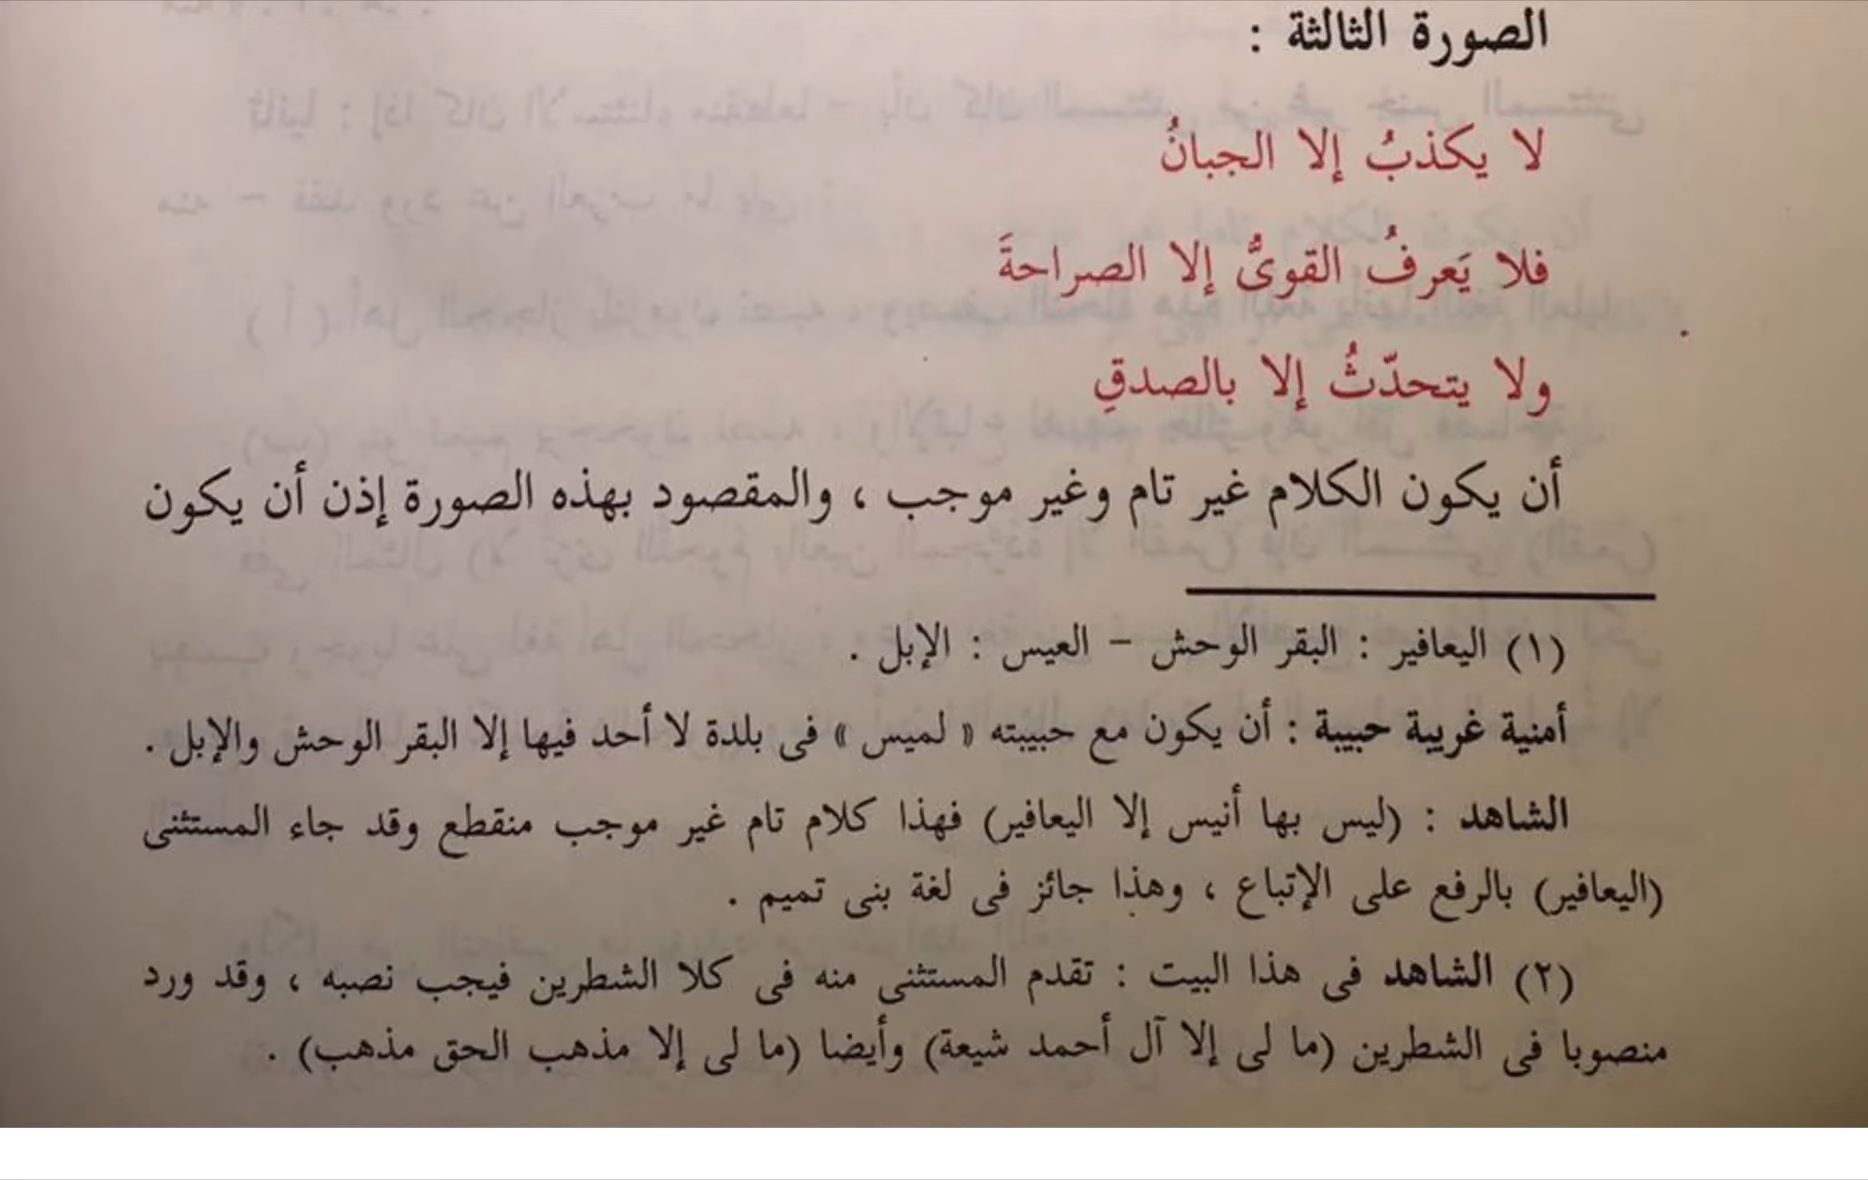 الصورة الثالثة :
لا يكذبُ إلا الجبانُ
فلا يَعرفُ القوىُّ إلا الصراحةَ
ولا يتحدّثُ إلا بالصدقِ
أن يكون الكلام غير تام وغير موجب ، والمقصود بهذه الصورة إذن أن يكون
(١) اليعافير : البقر الوحش – العيس : الإبل .
أمنية غريبة حبيبة : أن يكون مع حبيبته « لميس » فى بلدة لا أحد فيها إلا البقر الوحش والإبل .
الشاهد : (ليس بها أنيس إلا اليعافير) فهذا كلام تام غير موجب منقطع وقد جاء المستثنى
(اليعافير) بالرفع على الإتباع ، وهذا جائز فى لغة بنى تميم .
(٢) الشاهد فى هذا البيت : تقدم المستثنى منه فى كلا الشطرين فيجب نصبه ، وقد ورد
منصوبا فى الشطرين (ما لى إلا آل أحمد شيعة) وأيضا (ما لى إلا مذهب الحق مذهب) .